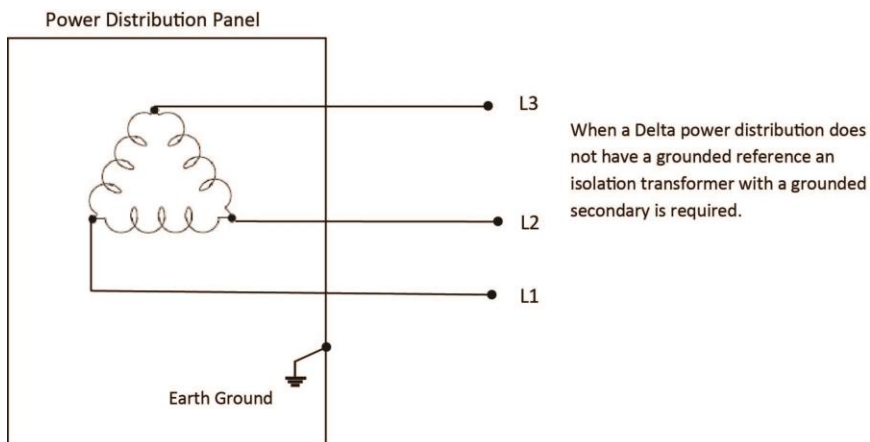 Power Distribution Panel
L3
When a Delta power distribution does
not have a grounded reference an
isolation transformer with a grounded
secondary is required.
L2
L1
Earth Ground